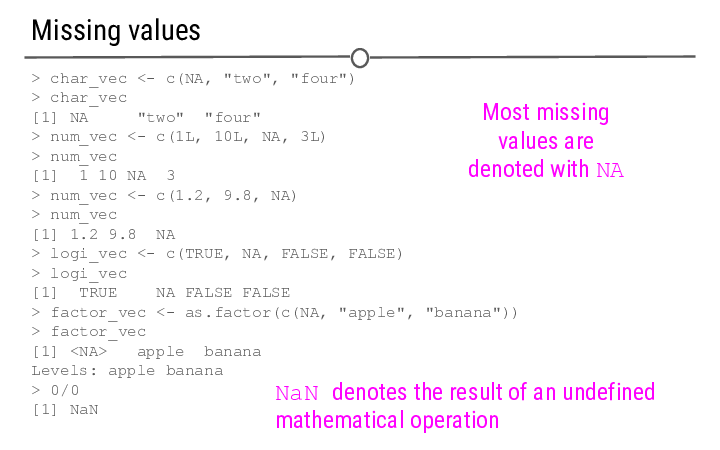 Missing values
> char_vec <- c(NA, "two", "four")
> char_vec
[1] NA     "two"  "four"
> num_vec <- c(1L, 10L, NA, 3L)
> num_vec
[1]  1 10 NA  3
> num_vec <- c(1.2, 9.8, NA)
> num_vec
[1] 1.2 9.8  NA
> logi_vec <- c(TRUE, NA, FALSE, FALSE)
> logi_vec
[1]  TRUE    NA FALSE FALSE
> factor_vec <- as.factor(c(NA, "apple", "banana"))
> factor_vec
[1] <NA>   apple  banana
Levels: apple banana
> 0/0
[1] NaN
Most missing
values are
denoted with NA
NaN denotes the result of an undefined
mathematical operation